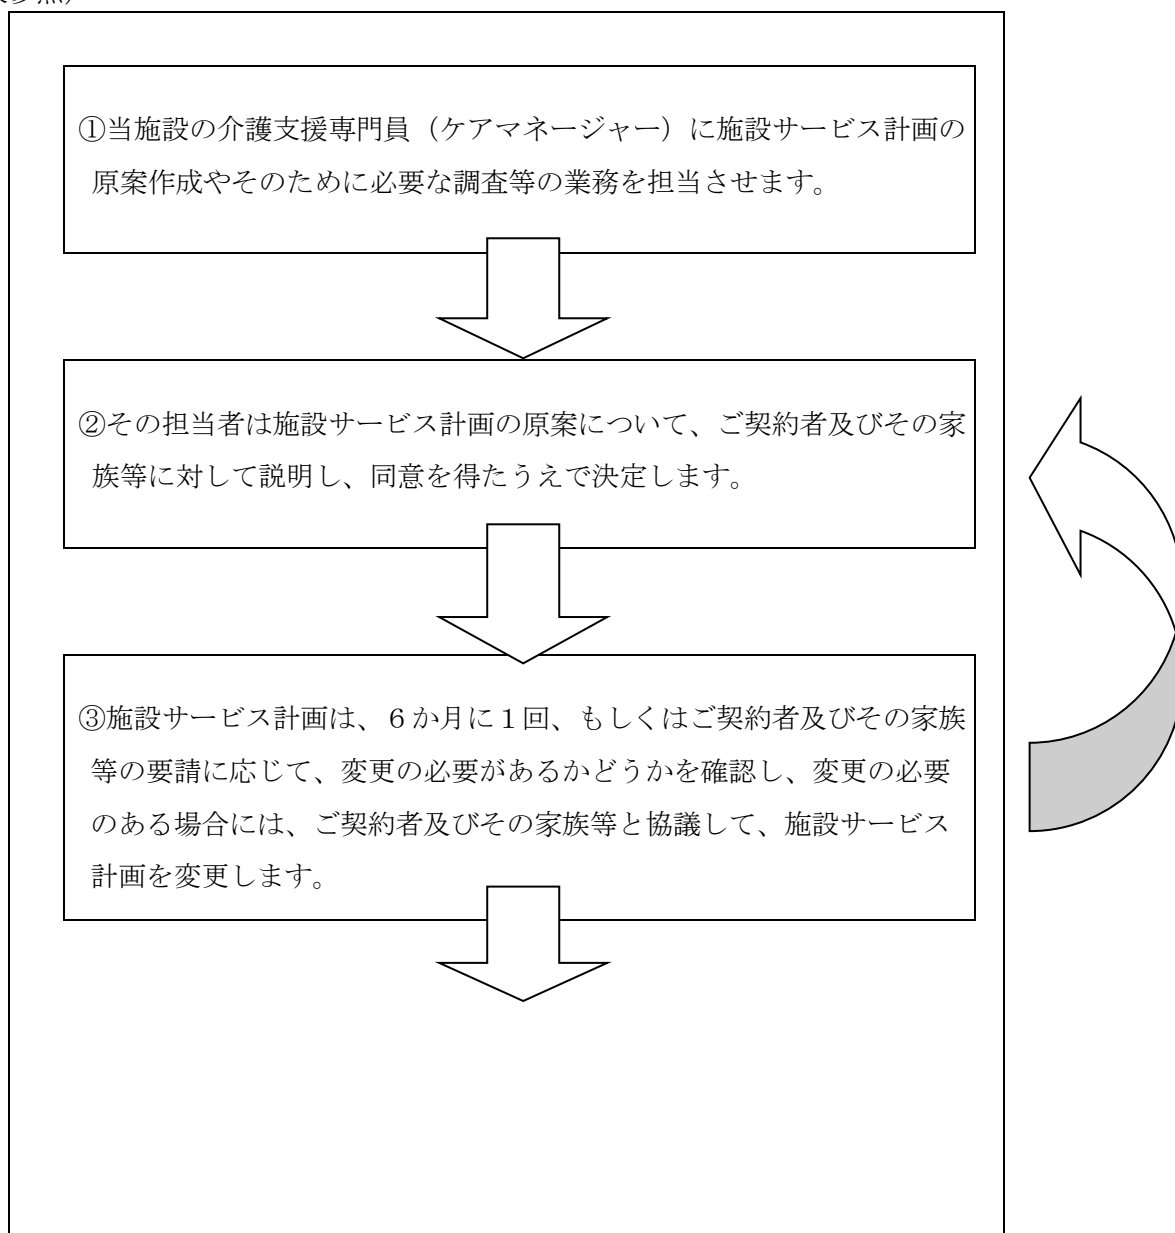 ①当施設の介護支援専門員（ケアマネージャー）に施設サービス計画の
原案作成やそのために必要な調査等の業務を担当させます。
②その担当者は施設サービス計画の原案について、ご契約者及びその家
族等に対して説明し、同意を得たうえで決定します。
③施設サービス計画は、６か月に１回、もしくはご契約者及びその家族
等の要請に応じて、変更の必要があるかどうかを確認し、変更の必要
のある場合には、ご契約者及びその家族等と協議して、施設サービス
計画を変更します。